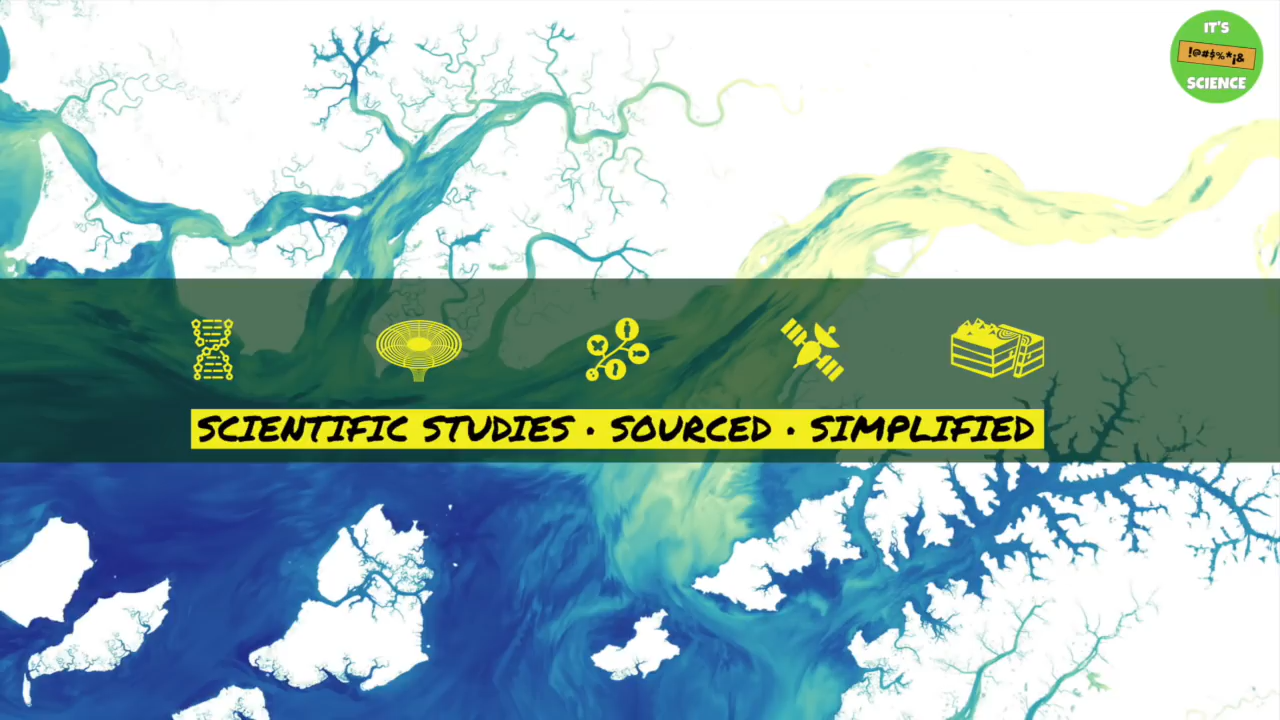 IT'S
!@#$%*¡&
SCIENCE
SCIENTIFIC STUDIES · SOURCED · SIMPLIFIED